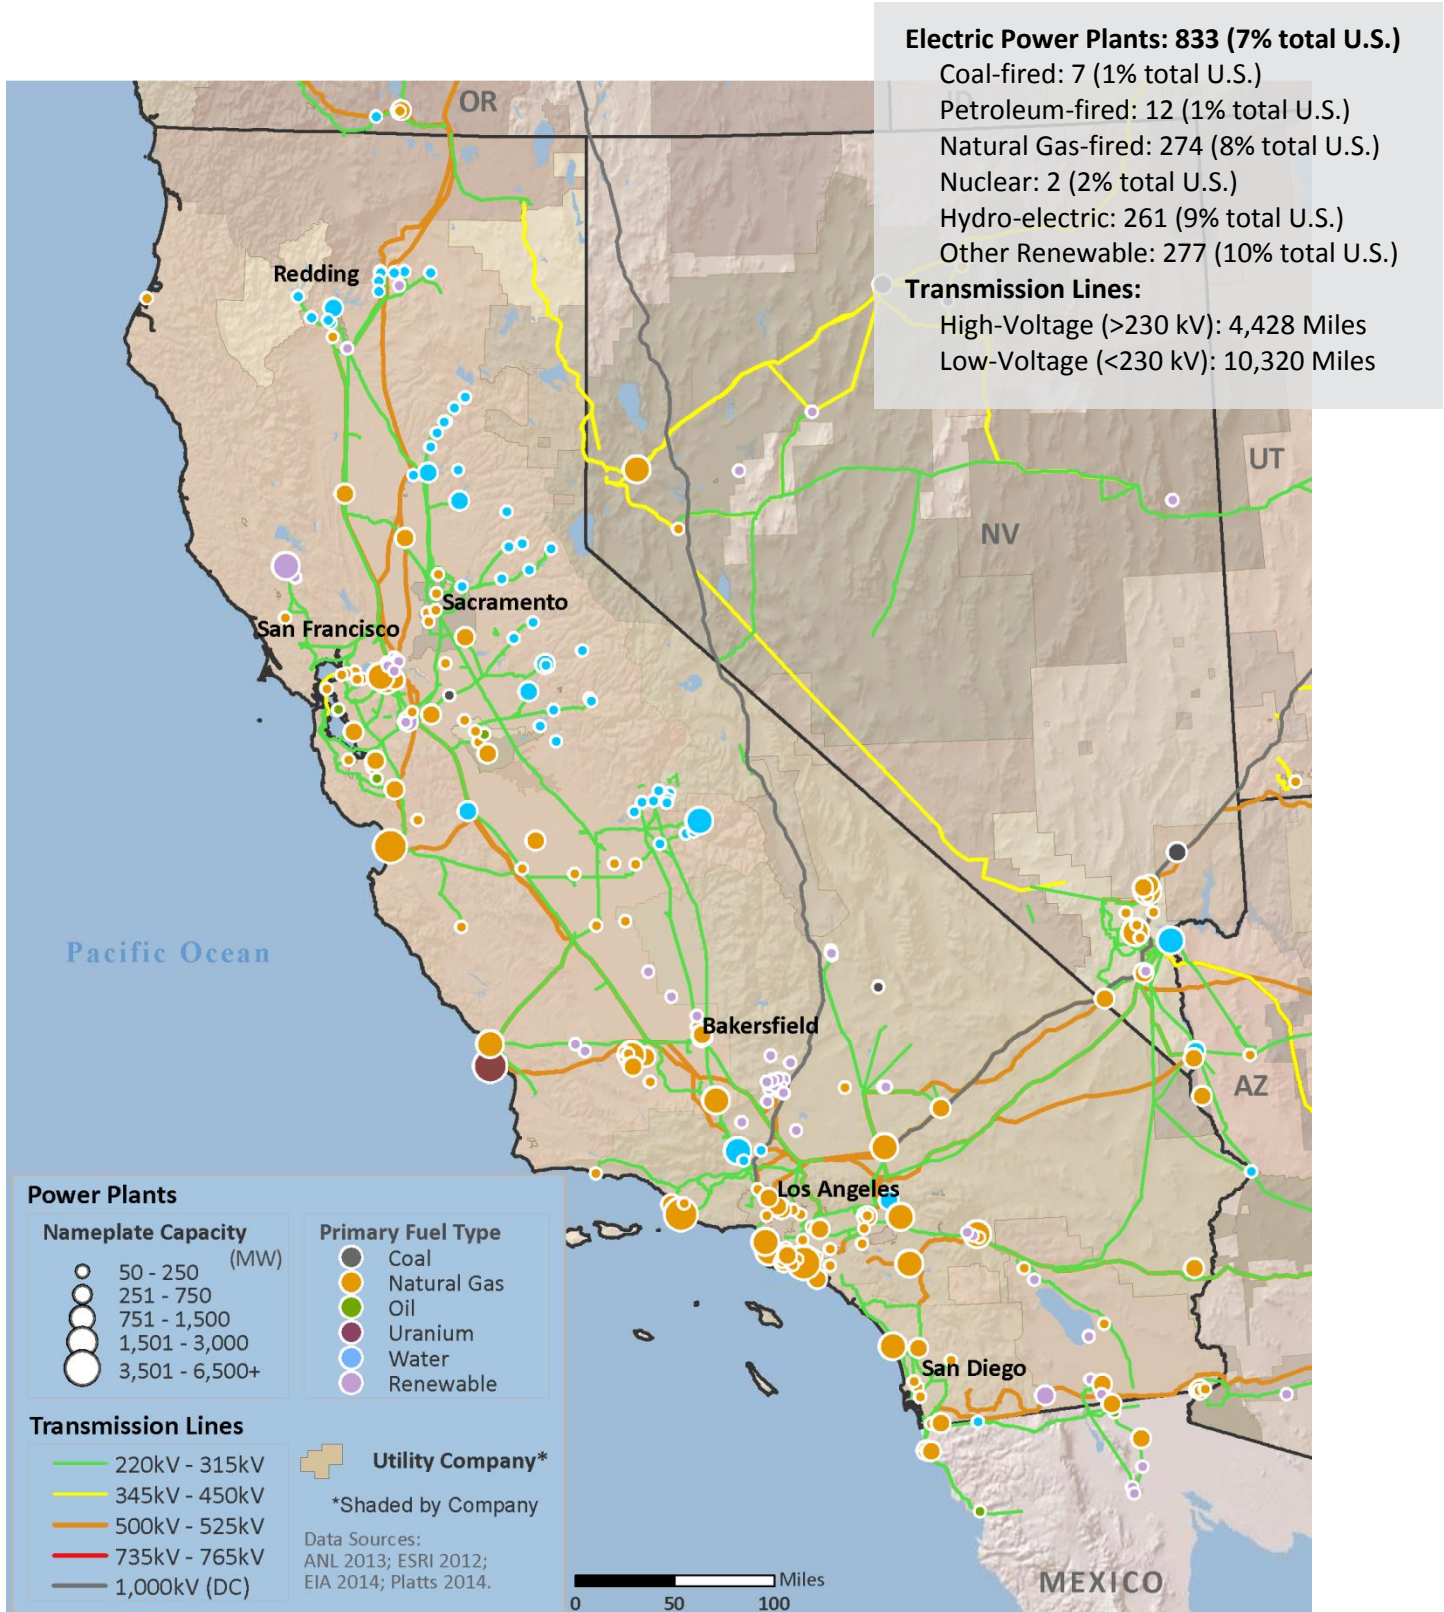 Electric Power Plants: 833 (7% total U.S.)
Coal-fired: 7 (1% total U.S.)
Petroleum-fired: 12 (1% total U.S.)
Natural Gas-fired: 274 (8% total U.S.)
Nuclear: 2 (2% total U.S.)
Hydro-electric: 261 (9% total U.S.)
Other Renewable: 277 (10% total U.S.)
Transmission Lines:
High-Voltage (>230 kV): 4,428 Miles
Low-Voltage (<230 kV): 10,320 Miles
OR
Redding
UT
NV
Sacramento
San Francisco
Pacific Ocean
Bakersfield
AZ
Los Angeles
San Diego
MEXICO
Power Plants
Nameplate Capacity
(MW)
50 - 250
251 - 750
751 - 1,500
1,501 - 3,000
3,501 - 6,500+
Primary Fuel Type
Coal
Natural Gas
Oil
Uranium
Water
Renewable
Transmission Lines
220kV - 315kV
345kV - 450kV
500kV - 525kV
735kV - 765kV
1,000kV (DC)
Utility Company*
*Shaded by Company
Data Sources:
ANL 2013; ESRI 2012;
EIA 2014; Platts 2014.
Miles
0 50 100